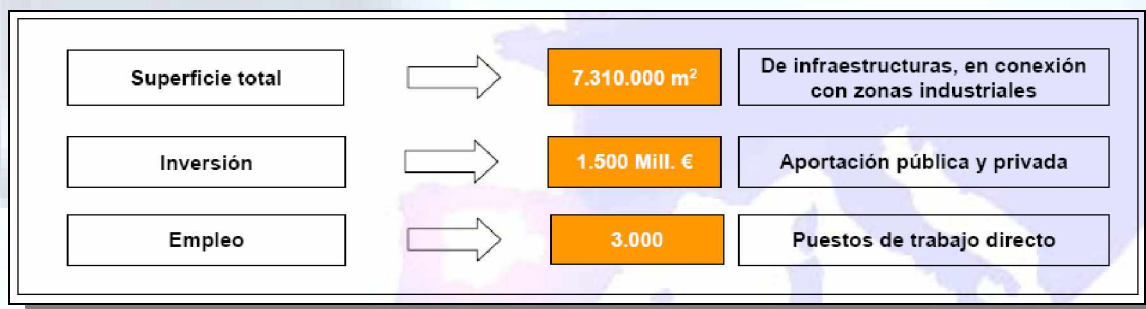 Superficie total
7.310.000 m²
De infraestructuras, en conexión
con zonas industriales
Inversión
1.500 Mill. €
Aportación pública y privada
Empleo
3.000
Puestos de trabajo directo